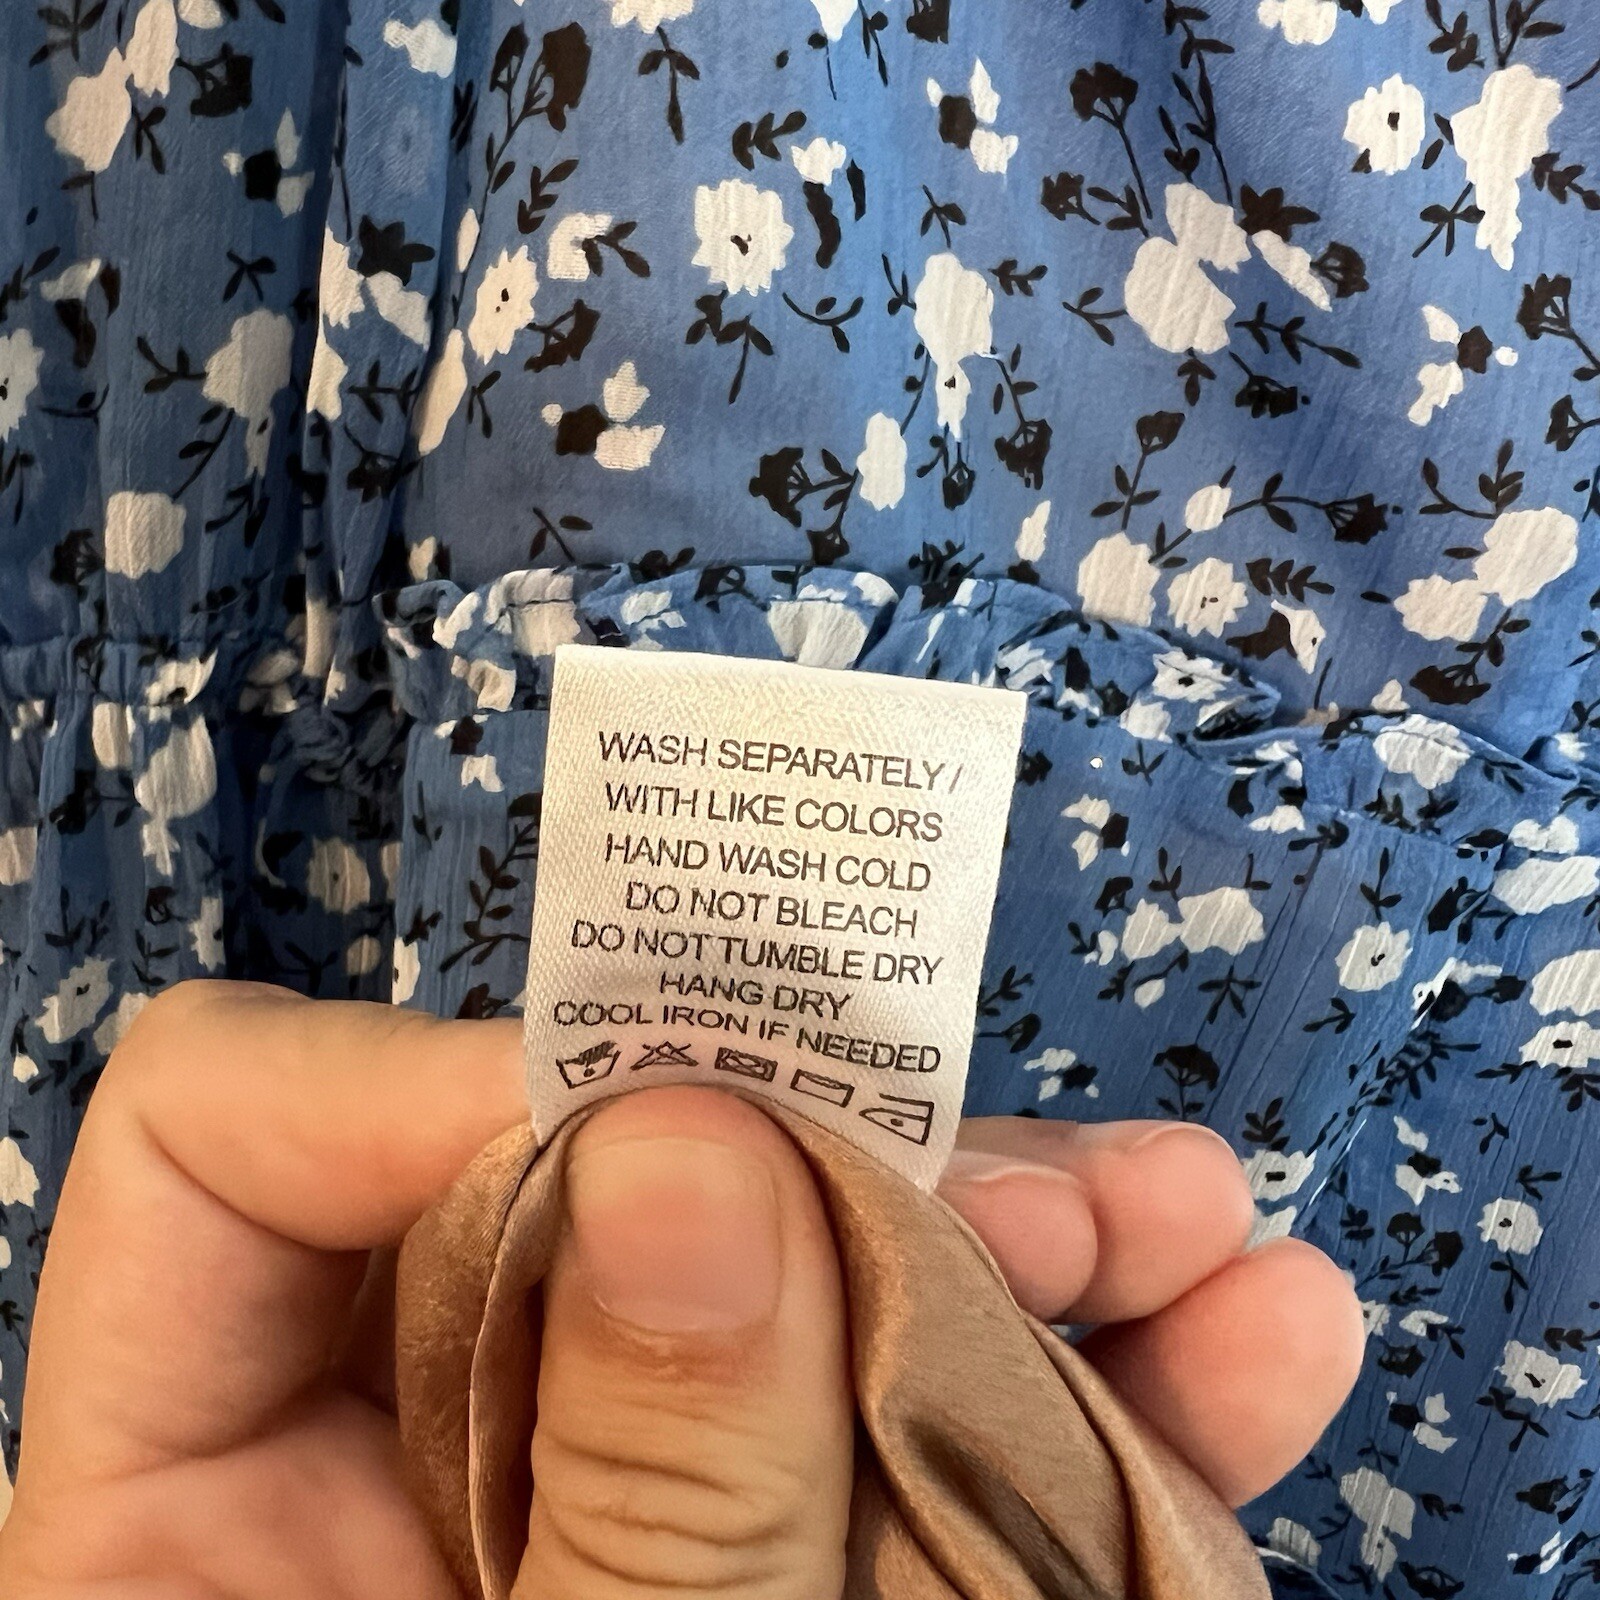 WASH SEPARATELY /
WITH LIKE COLORS
HAND WASH COLD
DO NOT BLEACH
DO NOT TUMBLE DRY
HANG DRY
COOL IRON IF NEEDED